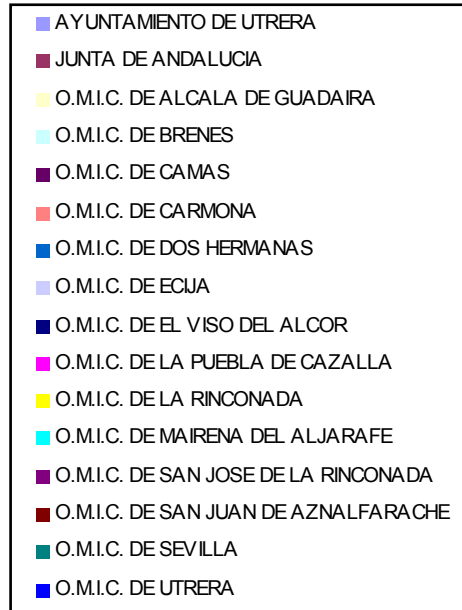 AYUNTAMIENTO DE UTRERA
JUNTA DE ANDALUCIA
O.M.I.C. DE ALCALA DE GUADAIRA
O.M.I.C. DE BRENES
O.M.I.C. DE CAMAS
O.M.I.C. DE CARMONA
O.M.I.C. DE DOS HERMANAS
O.M.I.C. DE ECIJA
O.M.I.C. DE EL VISO DEL ALCOR
O.M.I.C. DE LA PUEBLA DE CAZALLA
O.M.I.C. DE LA RINCONADA
O.M.I.C. DE MAIRENA DEL ALJARAFE
O.M.I.C. DE SAN JOSE DE LA RINCONADA
O.M.I.C. DE SAN JUAN DE AZNALFARACHE
O.M.I.C. DE SEVILLA
O.M.I.C. DE UTRERA